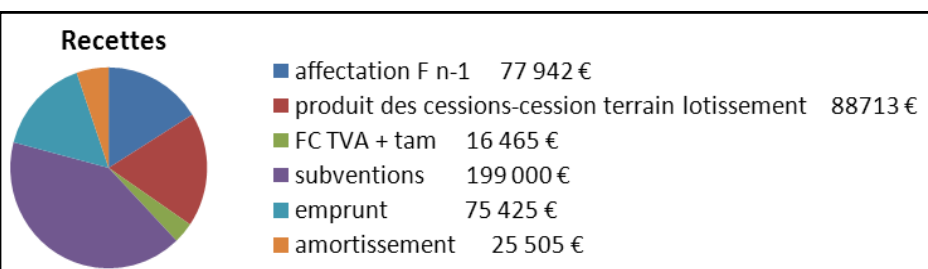 Recettes
affectation F n-1 77 942 €
produit des cessions-cession terrain lotissement 88713 €
FC TVA + tam 16 465 €
subventions 199 000 €
emprunt 75 425 €
amortissement 25 505 €